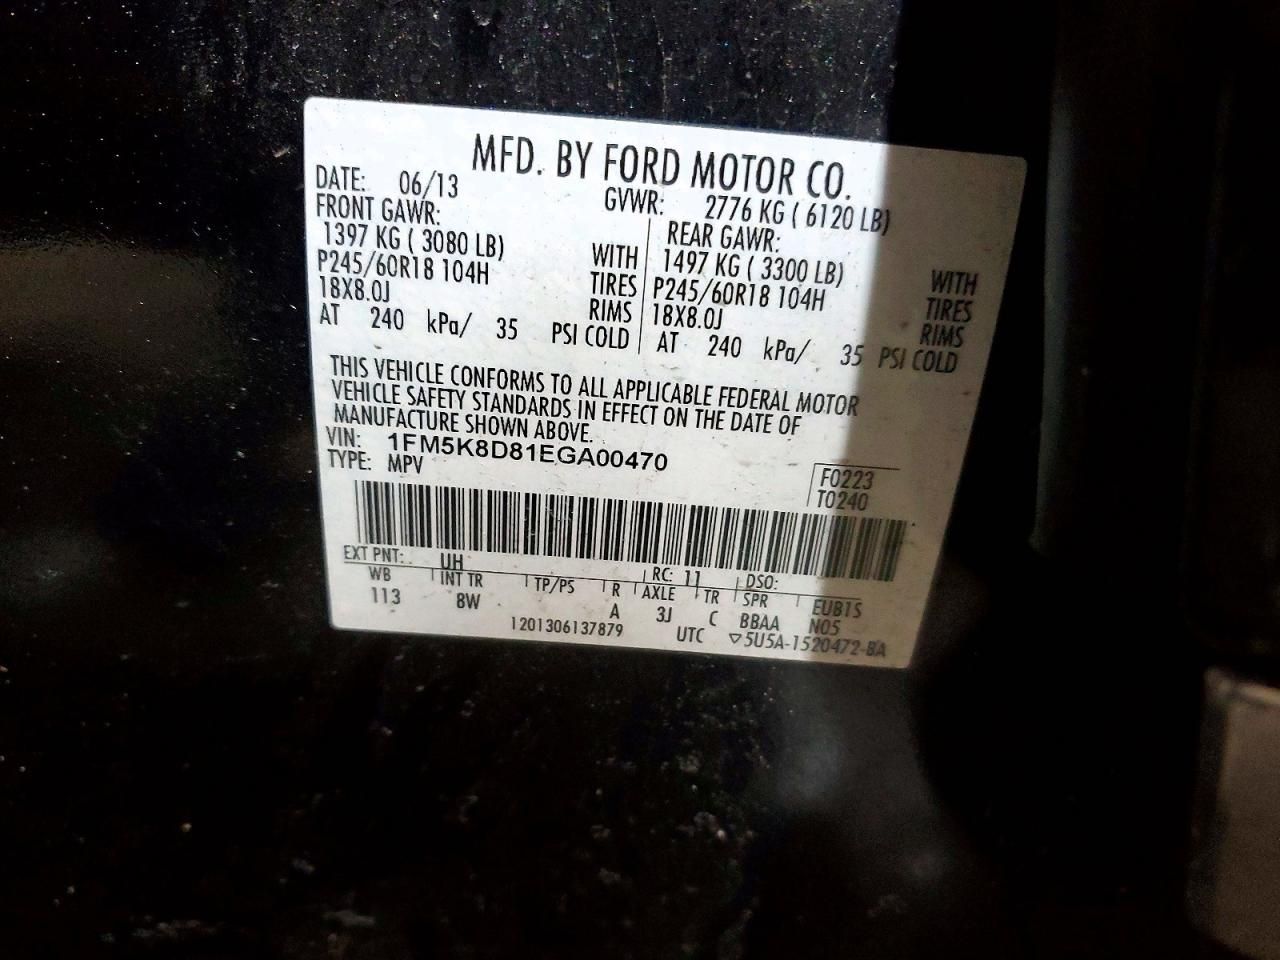 MFD. BY FORD MOTOR CO.
DATE: 06/13 GVWR: 2776 KG ( 6120 LB)
FRONT GAWR: REAR GAWR:
1397 KG ( 3080 LB) WITH 1497 KG ( 3300 LB) WITH
P245/60R18 104H TIRES P245/60R18 104H TIRES
18X8.0J RIMS 18X8.0J RIMS
AT 240 kPa/ 35 PSI COLD AT 240 kPa/ 35 PSI COLD
THIS VEHICLE CONFORMS TO ALL APPLICABLE FEDERAL MOTOR
VEHICLE SAFETY STANDARDS IN EFFECT ON THE DATE OF
MANUFACTURE SHOWN ABOVE.
VIN: 1FM5K8D81EGA00470
TYPE: MPV
F0223
T0240
EXT PNT: UH RC: 11 DSO:
WB INT TR TP/PS R AXLE TR SPR EUB1S
113 8W A 3J C BBAA N05
1201306137879 UTC ▽5U5A-1520472-BA